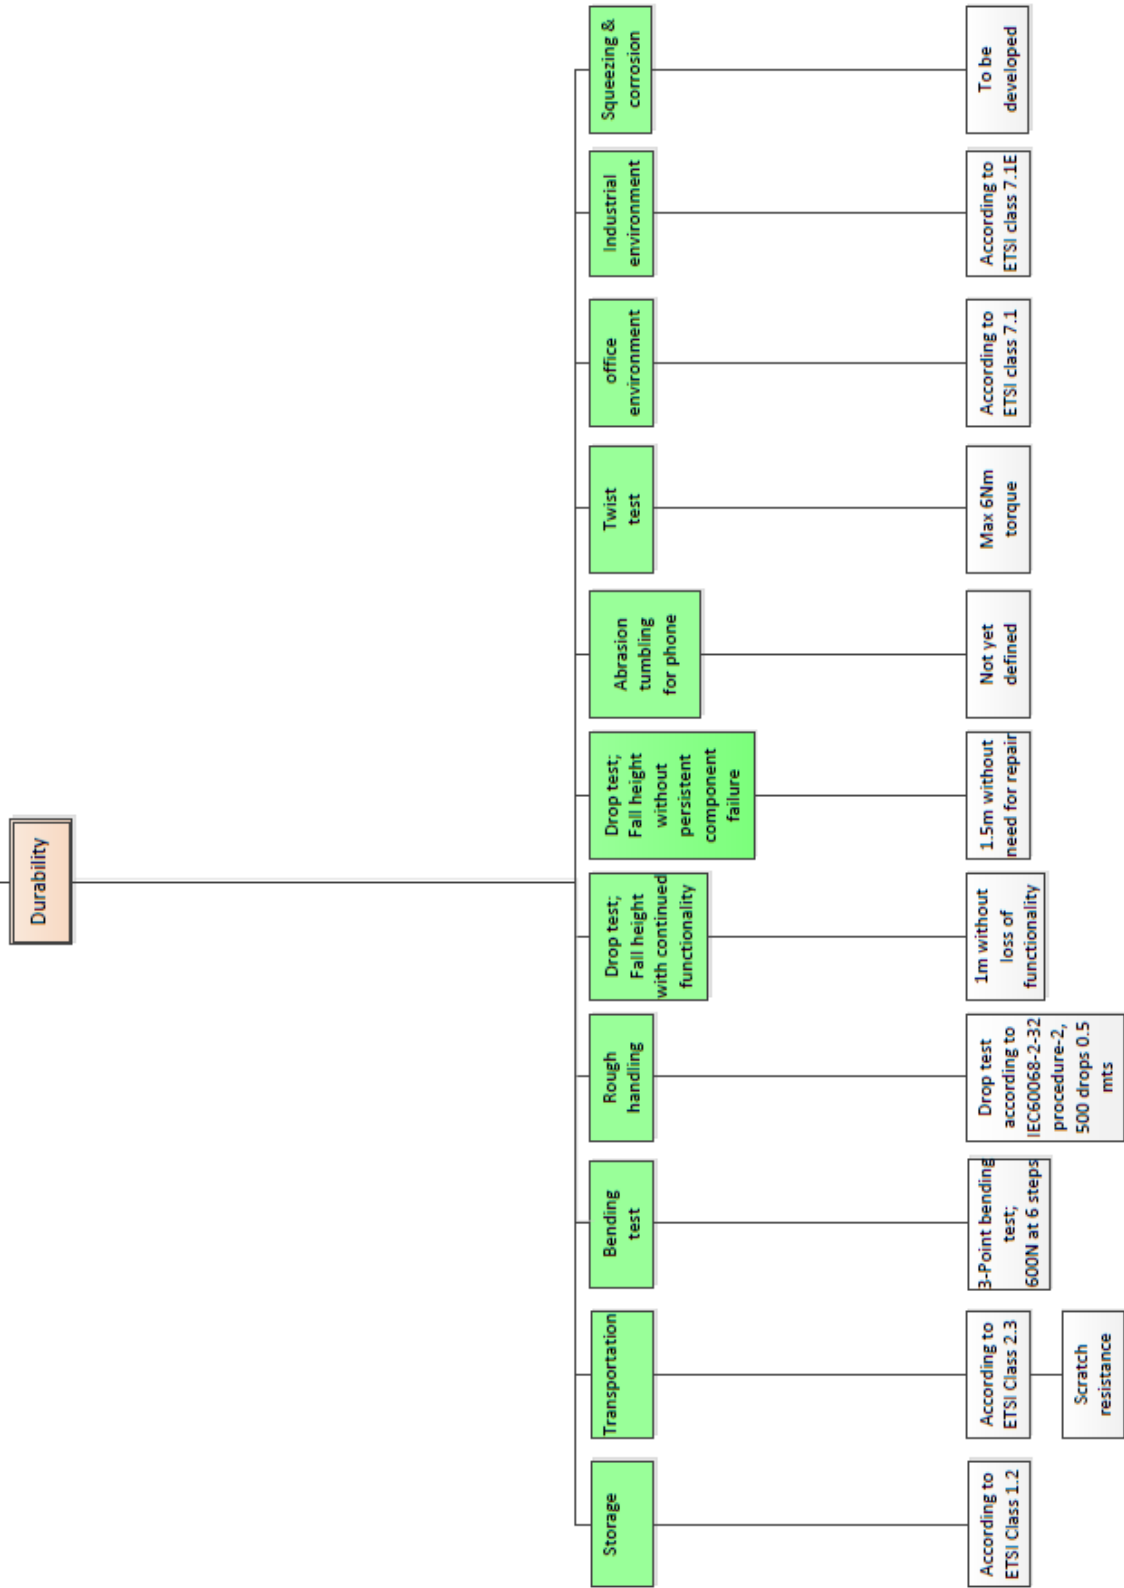 Durability
Storage
Transportation
Bending
test
Rough
handling
Drop test;
Fall height
with continued
functionality
Drop test;
Fall height
without
persistent
component
failure
Abrasion
tumbling
for phone
Twist
test
office
environment
Industrial
environment
Squeezing &
corrosion
According to
ETSI Class 1.2
According to
ETSI Class 2.3
3-Point bending
test;
600N at 6 steps
Drop test
according to
IEC60068-2-32
procedure-2,
500 drops 0.5
mts
1m without
loss of
functionality
1.5m without
need for repair
Not yet
defined
Max 6Nm
torque
According to
ETSI class 7.1
According to
ETSI class 7.1E
To be
developed
Scratch
resistance